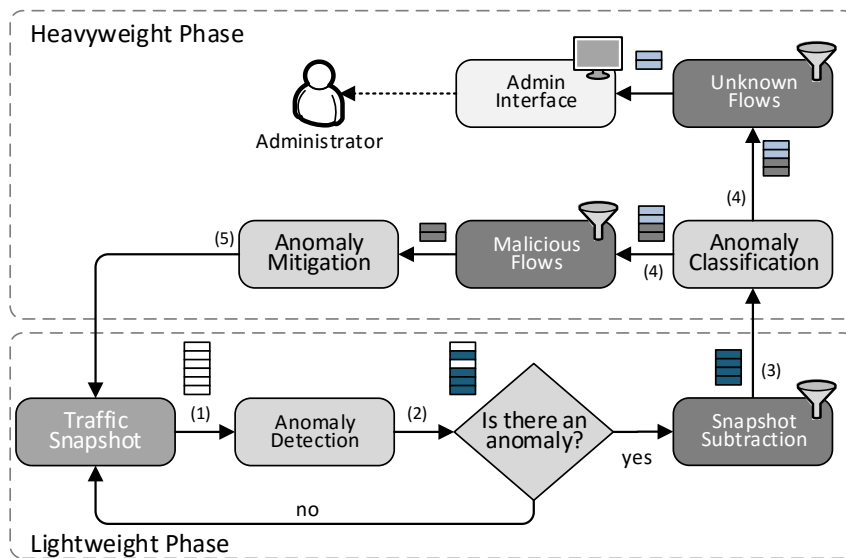 Heavyweight Phase
Admin
Interface
Unknown
Flows
Administrator
(4)
(5)
Anomaly
Mitigation
Malicious
Flows
(4)
Anomaly
Classification
(3)
Traffic
Snapshot
(1)
Anomaly
Detection
(2)
Is there an
anomaly?
yes
Snapshot
Subtraction
no
Lightweight Phase